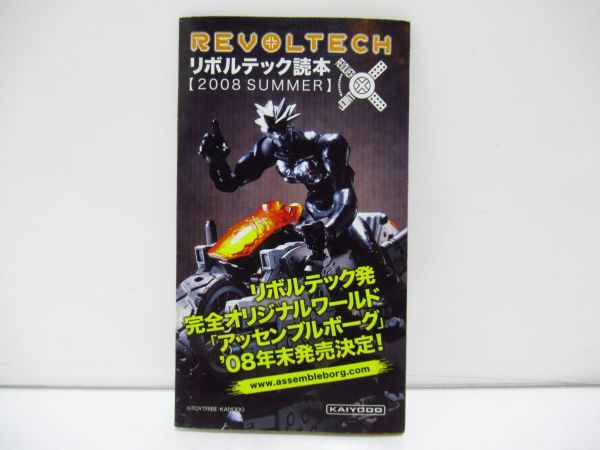 REVOLTECH
リボルテック読本
【2008 SUMMER】
リボルテック発
完全オリジナルワールド
「アッセンブルボーグ」
'08年末発売決定!
www.assembleborg.com
©TOYTRIBE・KAIYODO
KAIYODO